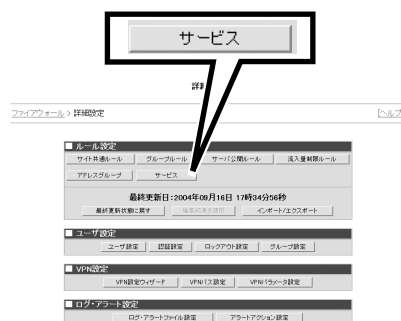 サービス
詳
ファイアウォール > 詳細設定 [ヘルプ
■ ルール設定
サイト共通ルール グループルール サーバ公開ルール 流入量制限ルール
アドレスグループ サービス
最終更新日:2004年09月16日 17時34分56秒
最終更新状態に戻す 編集結果を適用 インポート/エクスポート
■ ユーザ設定
ユーザ設定 認証設定 ロックアウト設定 グループ設定
■ VPN設定
VPN設定ウィザード VPNパス設定 VPNパラメータ設定
■ ログ・アラート設定
ログ・アラートファイル設定 アラートアクション設定